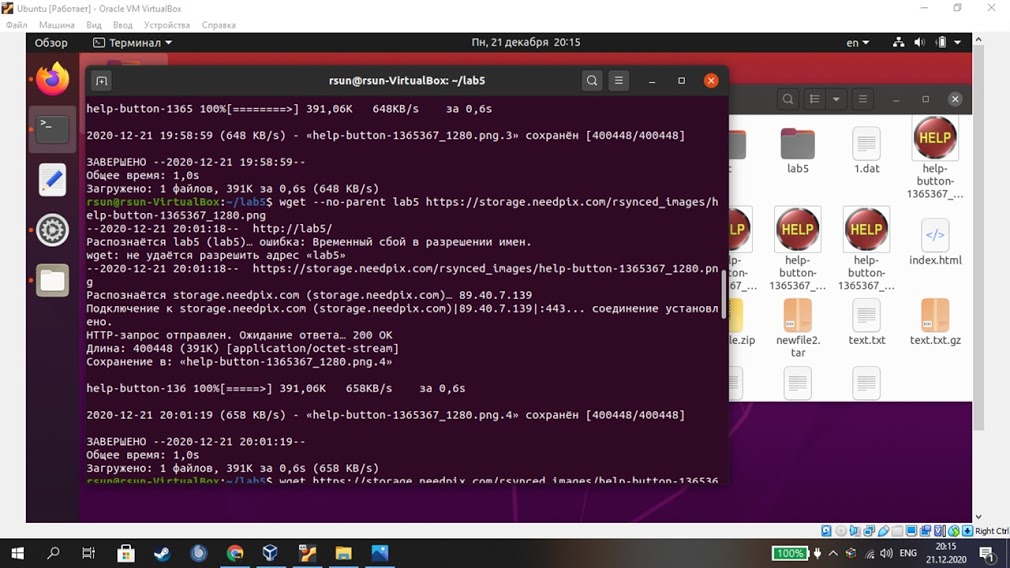 Ubuntu [Работает] - Oracle VM VirtualBox
Файл Машина Вид Ввод Устройства Справка
Обзор Терминал Пн, 21 декабря 20:15 en
rsun@rsun-VirtualBox: ~/lab5
help-button-1365 100%[========>] 391,06K 648KB/s за 0,6s
2020-12-21 19:58:59 (648 KB/s) - «help-button-1365367_1280.png.3» сохранён [400448/400448]
ЗАВЕРШЕНО --2020-12-21 19:58:59--
Общее время: 1,0s
Загружено: 1 файлов, 391K за 0,6s (648 KB/s)
rsun@rsun-VirtualBox:~/lab5$ wget --no-parent lab5 https://storage.needpix.com/rsynced_images/h
elp-button-1365367_1280.png
--2020-12-21 20:01:18-- http://lab5/
Распознаётся lab5 (lab5)… ошибка: Временный сбой в разрешении имен.
wget: не удаётся разрешить адрес «lab5»
--2020-12-21 20:01:18-- https://storage.needpix.com/rsynced_images/help-button-1365367_1280.pn
g
Распознаётся storage.needpix.com (storage.needpix.com)… 89.40.7.139
Подключение к storage.needpix.com (storage.needpix.com)|89.40.7.139|:443... соединение установл
ено.
HTTP-запрос отправлен. Ожидание ответа… 200 OK
Длина: 400448 (391K) [application/octet-stream]
Сохранение в: «help-button-1365367_1280.png.4»
help-button-136 100%[=====>] 391,06K 658KB/s за 0,6s
2020-12-21 20:01:19 (658 KB/s) - «help-button-1365367_1280.png.4» сохранён [400448/400448]
ЗАВЕРШЕНО --2020-12-21 20:01:19--
Общее время: 1,0s
Загружено: 1 файлов, 391K за 0,6s (658 KB/s)
rsun@rsun-VirtualBox:~/lab5$ wget https://storage.needpix.com/rsynced_images/help-button-136536
HELP
lab5 1.dat help-
button-
1365367_...
HELP HELP HELP
help- help- index.html
button- button-
1365367_... 1365367_...
le.zip newfile2. text.txt text.txt.gz
tar
Right Ctrl
100% ENG 20:15
21.12.2020
1